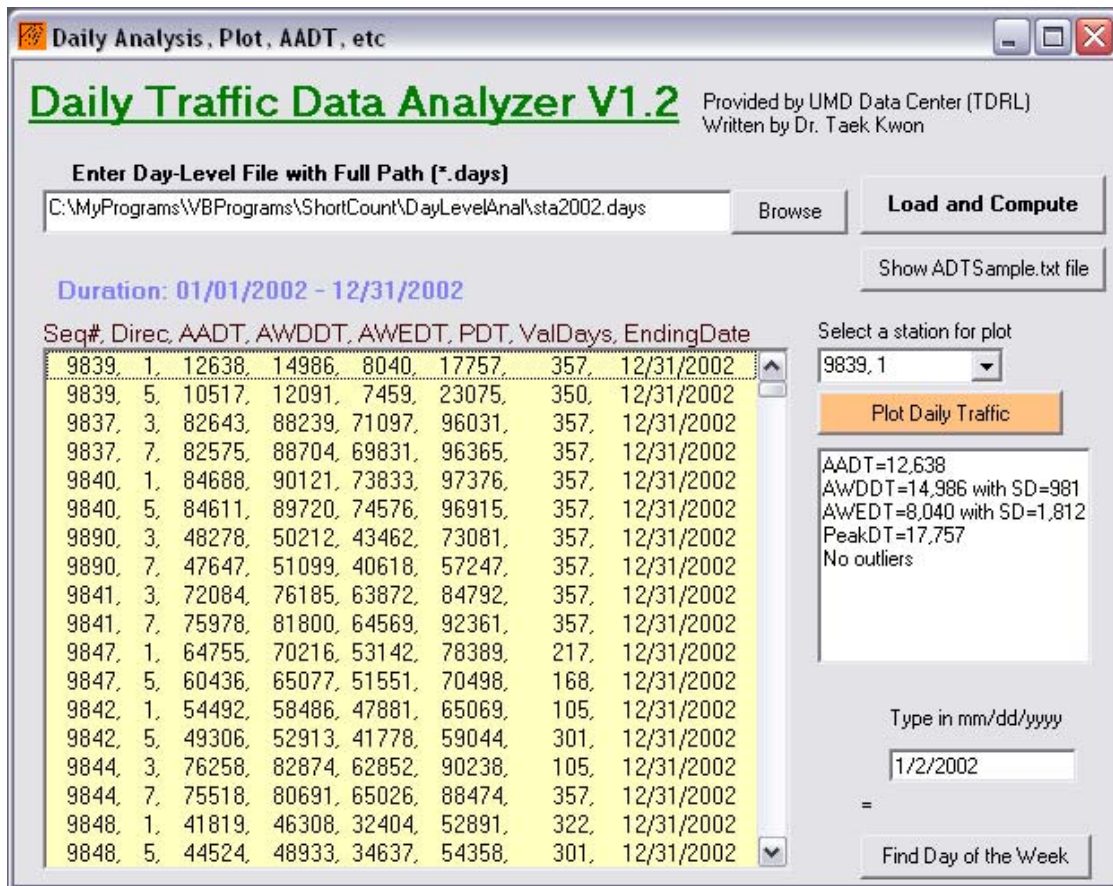 Daily Analysis, Plot, AADT, etc
Daily Traffic Data Analyzer V1.2
Provided by UMD Data Center (TDRL)
Written by Dr. Taek Kwon
Enter Day-Level File with Full Path (*.days)
C:\MyPrograms\VBPrograms\ShortCount\DayLevelAnal\sta2002.days
Browse
Load and Compute
Show ADTSample.txt file
Duration: 01/01/2002 - 12/31/2002
Seq#, Direc, AADT, AWDDT, AWEDT, PDT, ValDays, EndingDate
9839, 1, 12638, 14986, 8040, 17757, 357, 12/31/2002
9839, 5, 10517, 12091, 7459, 23075, 350, 12/31/2002
9837, 3, 82643, 88239, 71097, 96031, 357, 12/31/2002
9837, 7, 82575, 88704, 69831, 96365, 357, 12/31/2002
9840, 1, 84688, 90121, 73833, 97376, 356, 12/31/2002
9840, 5, 84611, 89720, 74576, 96915, 356, 12/31/2002
9890, 3, 48278, 50212, 43462, 73081, 357, 12/31/2002
9890, 7, 47647, 51099, 40618, 57247, 357, 12/31/2002
9841, 3, 72084, 76185, 63872, 84792, 357, 12/31/2002
9841, 7, 75978, 81800, 64569, 92361, 357, 12/31/2002
9847, 1, 64755, 70216, 53142, 78389, 217, 12/31/2002
9847, 5, 60436, 65077, 51551, 70498, 168, 12/31/2002
9842, 1, 54492, 58486, 47881, 65069, 105, 12/31/2002
9842, 5, 49306, 52913, 41778, 59044, 301, 12/31/2002
9844, 3, 76258, 82874, 62852, 90238, 105, 12/31/2002
9844, 7, 75518, 80691, 65026, 88474, 357, 12/31/2002
9848, 1, 41819, 46308, 32404, 52891, 322, 12/31/2002
9848, 5, 44524, 48933, 34637, 54358, 301, 12/31/2002
Select a station for plot
9839, 1
Plot Daily Traffic
AADT=12,638
AWDDT=14,986 with SD=981
AWEDT=8,040 with SD=1,812
PeakDT=17,757
No outliers
Type in mm/dd/yyyy
1/2/2002
=
Find Day of the Week